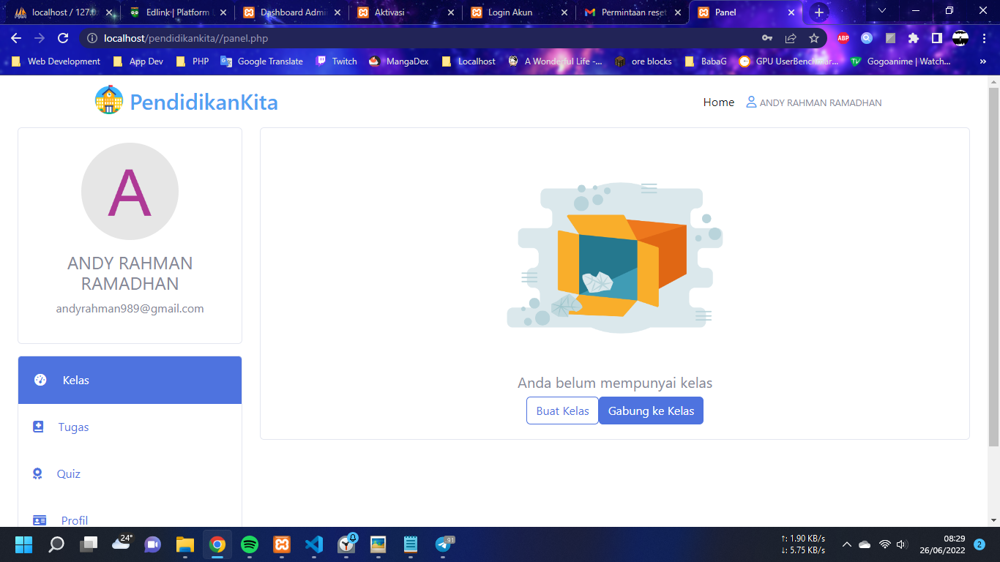 localhost / 127.0
Edlink | Platform
Dashboard Admi
Aktivasi
Login Akun
Permintaan reset
Panel
localhost/pendidikankita//panel.php
ABP
Web Development
App Dev
PHP
Google Translate
Twitch
MangaDex
Localhost
A Wonderful Life -...
ore blocks
BabaG
GPU UserBenchmar...
Gogoanime | Watch...
»
PendidikanKita
Home
ANDY RAHMAN RAMADHAN
A
ANDY RAHMAN
RAMADHAN
andyrahman989@gmail.com
Kelas
Tugas
Quiz
Profil
Anda belum mempunyai kelas
Buat Kelas
Gabung ke Kelas
24°
91
↑: 1.90 KB/s
↓: 5.75 KB/s
08:29
26/06/2022
2